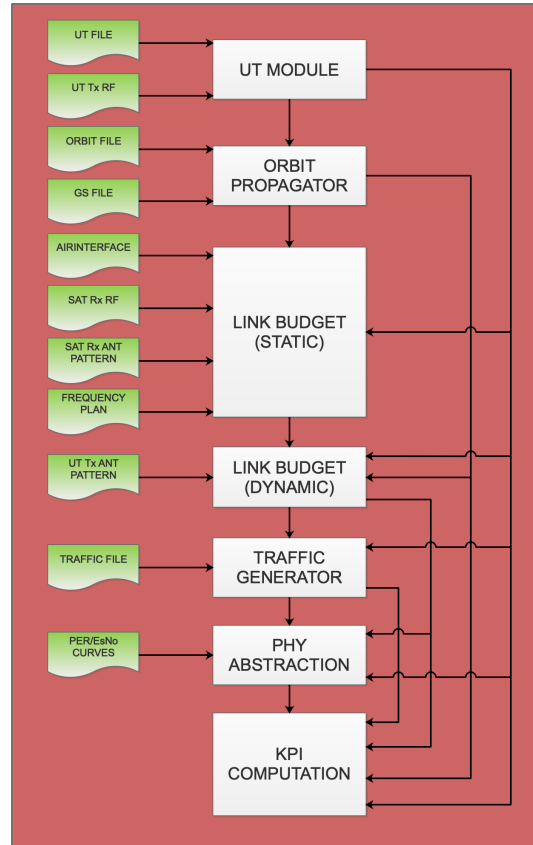 UT FILE
UT MODULE
UT Tx RF
ORBIT FILE
ORBIT
PROPAGATOR
GS FILE
AIRINTERFACE
SAT Rx RF
LINK BUDGET
(STATIC)
SAT Rx ANT
PATTERN
FREQUENCY
PLAN
UT Tx ANT
PATTERN
LINK BUDGET
(DYNAMIC)
TRAFFIC FILE
TRAFFIC
GENERATOR
PER/EsNo
CURVES
PHY
ABSTRACTION
KPI
COMPUTATION